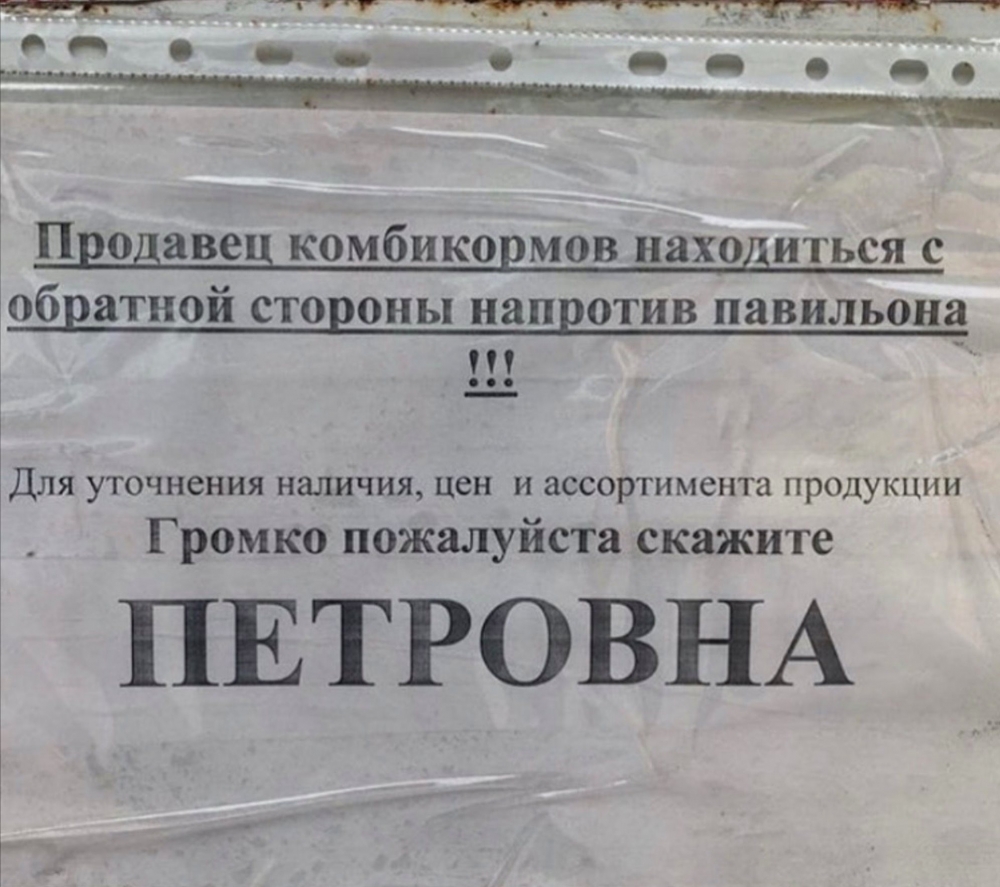 Продавец комбикормов находиться с
обратной стороны напротив павильона
!!!
Для уточнения наличия, цен и ассортимента продукции
Громко пожалуйста скажите
ПЕТРОВНА